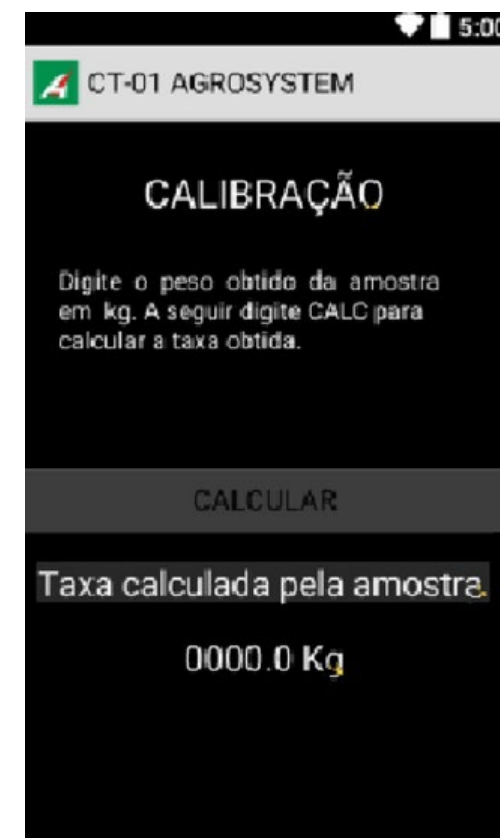 5:00
CT-01 AGROSYSTEM
CALIBRAÇÃO
Digite o peso obtido da amostra
em kg. A seguir digite CALC para
calcular a taxa obtida.
CALCULAR
Taxa calculada pela amostra.
0000.0 Kg